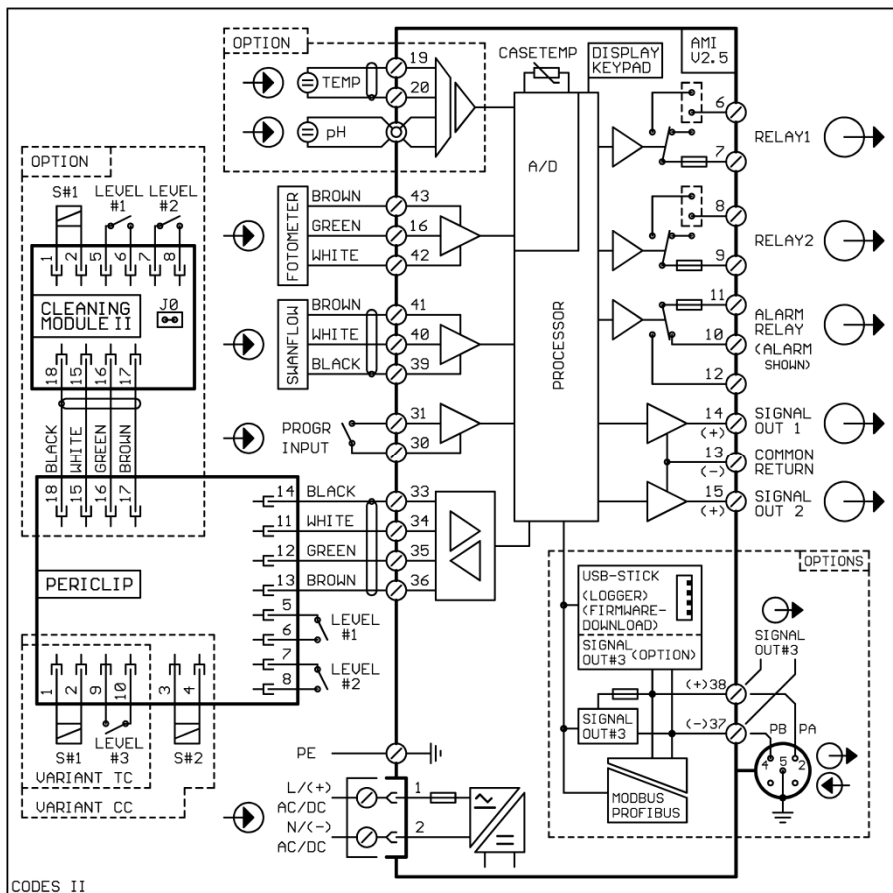 OPTION
19
TEMP
20
pH
CASETEMP
DISPLAY
KEYPAD
AMI
V2.5
A/D
PROCESSOR
6
RELAY1
7
8
RELAY2
9
11
ALARM
RELAY
10
(ALARM
SHOWN)
12
14
(+)
SIGNAL
OUT 1
13
(-)
COMMON
RETURN
15
(+)
SIGNAL
OUT 2
OPTION
S#1
LEVEL
#1
LEVEL
#2
1
2
5
6
7
8
CLEANING
MODULE II
J0
18
15
16
17
BLACK
WHITE
GREEN
BROWN
18
15
16
17
FOTOMETER
BROWN
43
GREEN
16
WHITE
42
SWANFLOW
BROWN
41
WHITE
40
BLACK
39
PROGR
INPUT
31
30
PERICLIP
14
BLACK
33
11
WHITE
34
12
GREEN
35
13
BROWN
36
5
LEVEL
#1
6
7
LEVEL
#2
8
1
2
9
10
3
4
S#1
LEVEL
#3
S#2
VARIANT TC
VARIANT CC
PE
L/(+)
AC/DC
1
N/(-)
AC/DC
2
OPTIONS
USB-STICK
(LOGGER)
(FIRMWARE-
DOWNLOAD)
SIGNAL
OUT#3
(OPTION)
SIGNAL
OUT#3
(+)38
SIGNAL
OUT#3
(-)37
PB
PA
4
5
2
MODBUS
PROFIBUS
CODES II